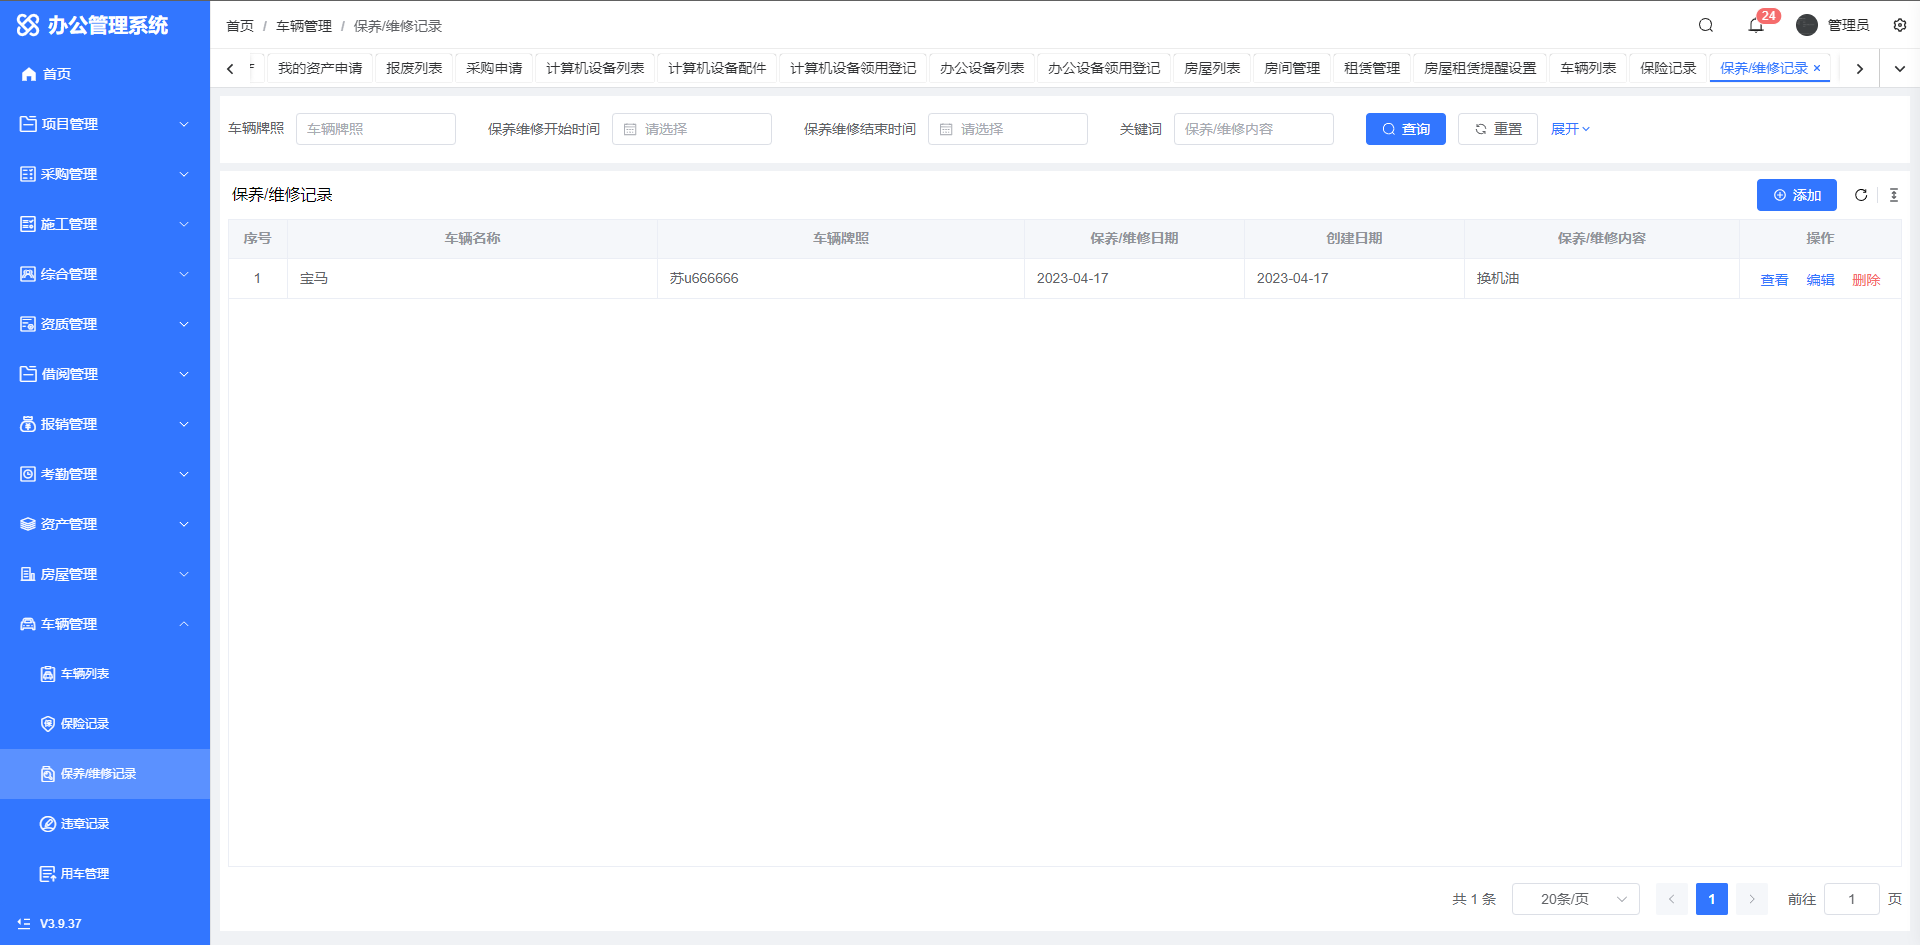 办公管理系统
首页 / 车辆管理 / 保养/维修记录
24
管理员
我的资产申请 报废列表 采购申请 计算机设备列表 计算机设备配件 计算机设备领用登记 办公设备列表 办公设备领用登记 房屋列表 房间管理 租赁管理 房屋租赁提醒设置 车辆列表 保险记录 保养/维修记录 ×
首页
项目管理
采购管理
施工管理
综合管理
资质管理
借阅管理
报销管理
考勤管理
资产管理
房屋管理
车辆管理
车辆列表
保险记录
保养/维修记录
违章记录
用车管理
V3.9.37
车辆牌照 车辆牌照 保养维修开始时间 请选择 保养维修结束时间 请选择 关键词 保养/维修内容 查询 重置 展开
保养/维修记录 添加
序号 车辆名称 车辆牌照 保养/维修日期 创建日期 保养/维修内容 操作
1 宝马 苏u666666 2023-04-17 2023-04-17 换机油 查看 编辑 删除
共 1 条 20条/页 1 前往 1 页